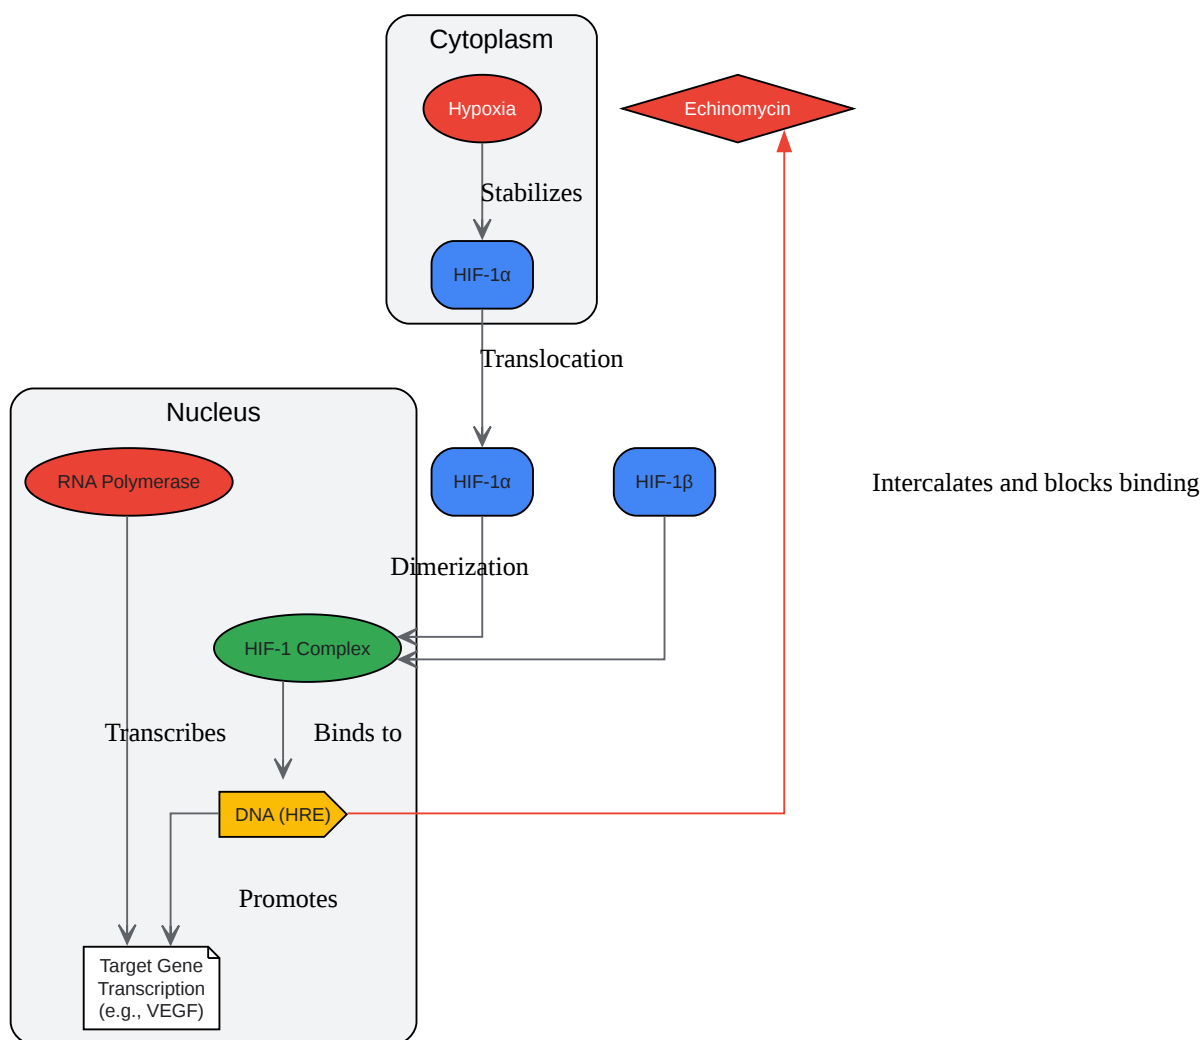 Cytoplasm
Hypoxia
Echinomycin
Stabilizes
HIF-1α
Translocation
Nucleus
RNA Polymerase
HIF-1α
HIF-1β
Intercalates and blocks binding
Dimerization
HIF-1 Complex
Transcribes
Binds to
DNA (HRE)
Promotes
Target Gene
Transcription
(e.g., VEGF)